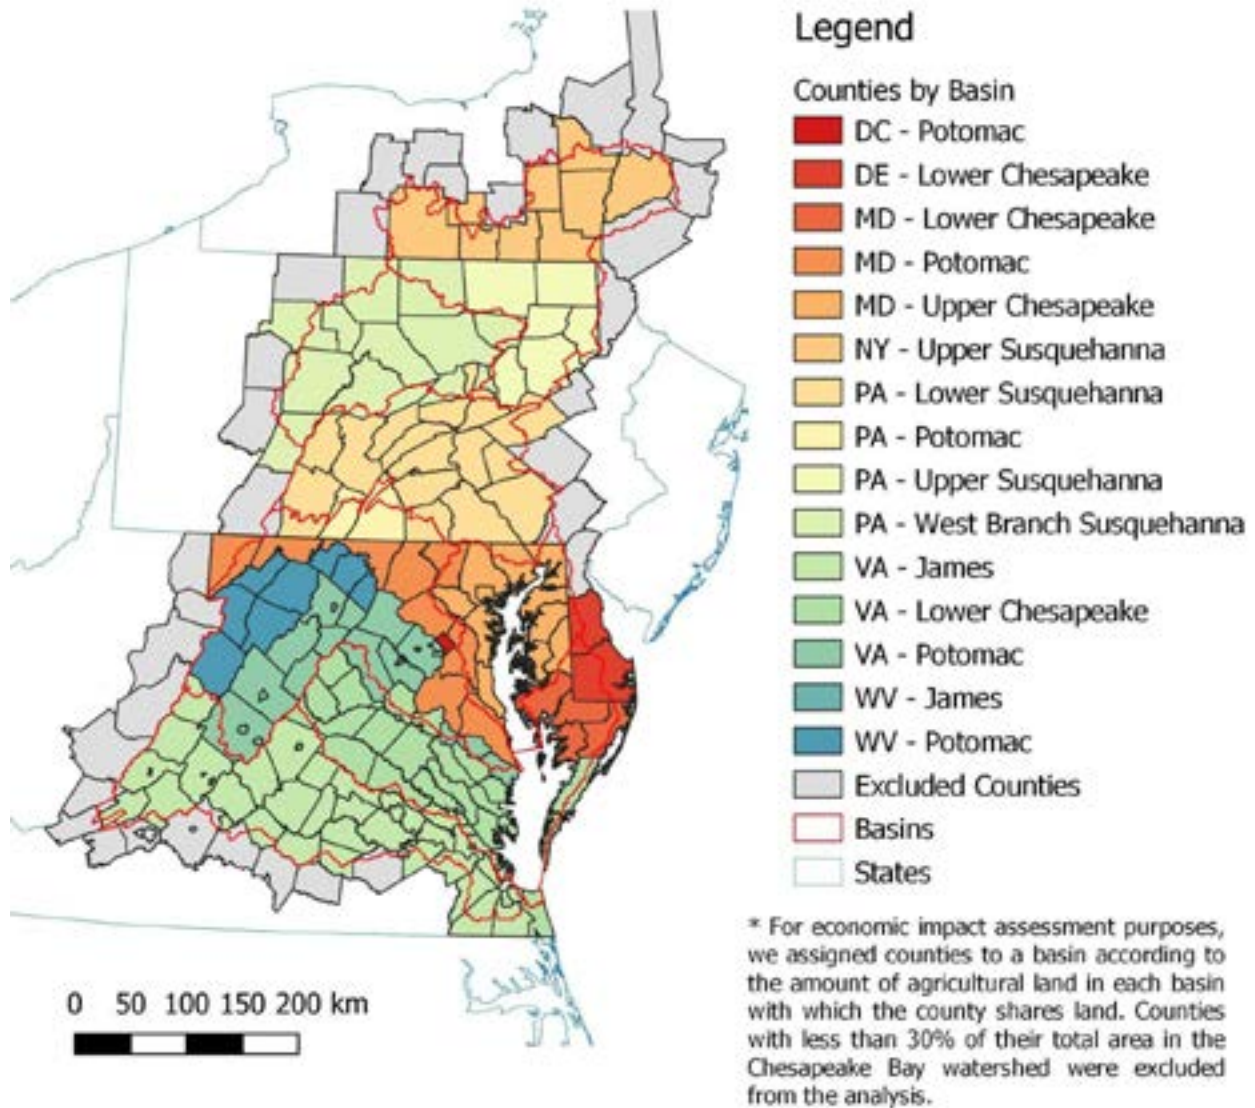 Legend
Counties by Basin
DC - Potomac
DE - Lower Chesapeake
MD - Lower Chesapeake
MD - Potomac
MD - Upper Chesapeake
NY - Upper Susquehanna
PA - Lower Susquehanna
PA - Potomac
PA - Upper Susquehanna
PA - West Branch Susquehanna
VA - James
VA - Lower Chesapeake
VA - Potomac
WV - James
WV - Potomac
Excluded Counties
Basins
States
* For economic impact assessment purposes,
we assigned counties to a basin according to
the amount of agricultural land in each basin
with which the county shares land. Counties
with less than 30% of their total area in the
Chesapeake Bay watershed were excluded
from the analysis.
0 50 100 150 200 km